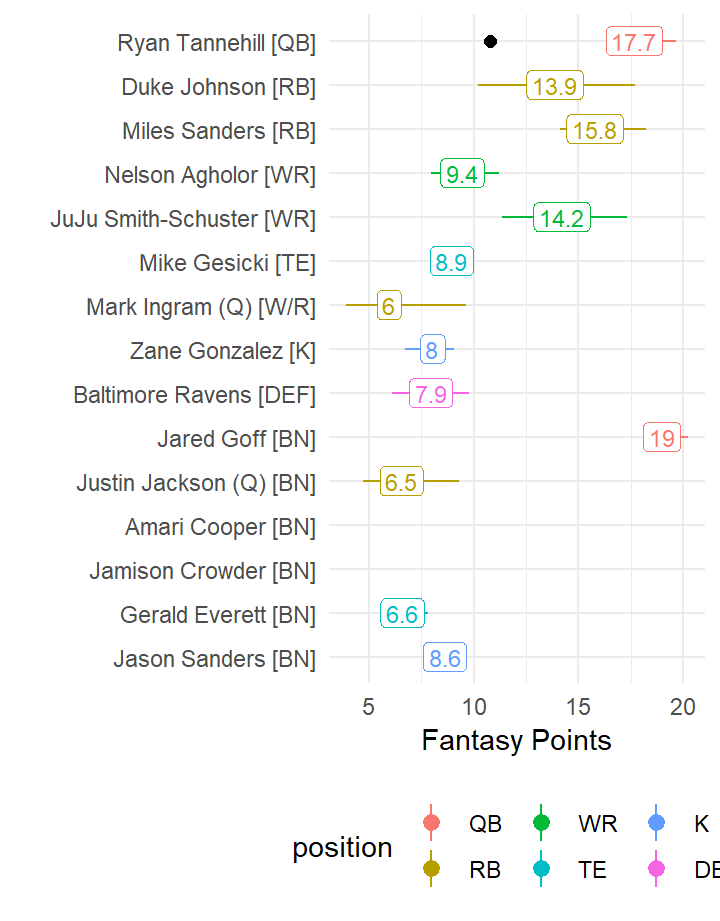 Ryan Tannehill [QB] 17.7
Duke Johnson [RB] 13.9
Miles Sanders [RB] 15.8
Nelson Agholor [WR] 9.4
JuJu Smith-Schuster [WR] 14.2
Mike Gesicki [TE] 8.9
Mark Ingram (Q) [W/R] 6
Zane Gonzalez [K] 8
Baltimore Ravens [DEF] 7.9
Jared Goff [BN] 19
Justin Jackson (Q) [BN] 6.5
Amari Cooper [BN]
Jamison Crowder [BN]
Gerald Everett [BN] 6.6
Jason Sanders [BN] 8.6
5 10 15 20
Fantasy Points
position
QB WR K
RB TE DE